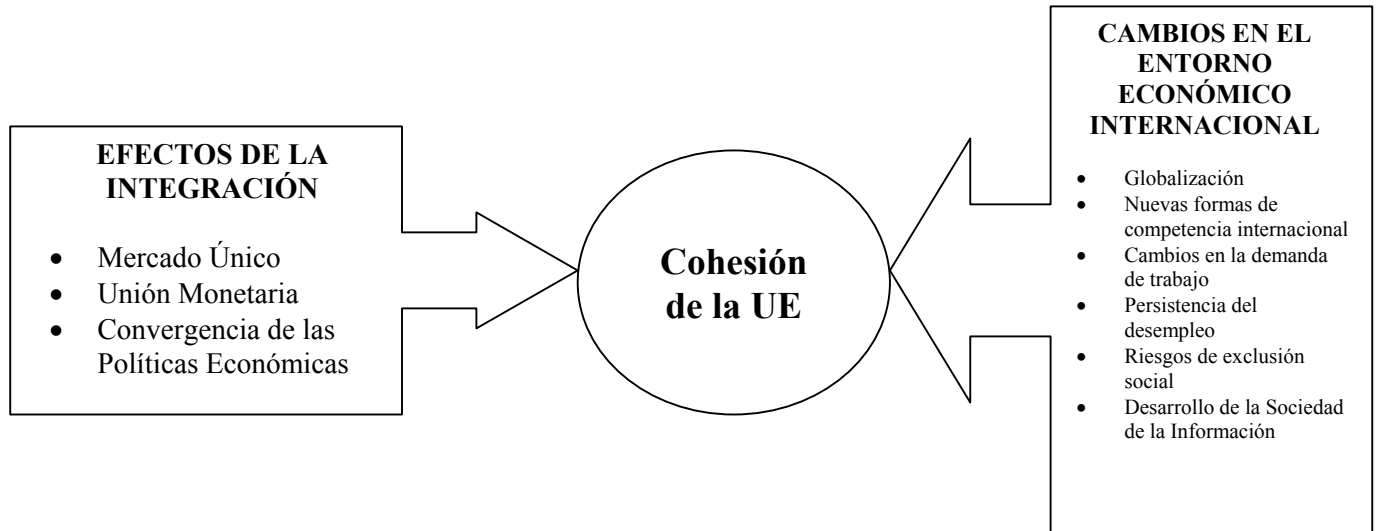 EFECTOS DE LA
INTEGRACIÓN
• Mercado Único
• Unión Monetaria
• Convergencia de las
Políticas Económicas
Cohesión
de la UE
CAMBIOS EN EL
ENTORNO
ECONÓMICO
INTERNACIONAL
• Globalización
• Nuevas formas de
competencia internacional
• Cambios en la demanda
de trabajo
• Persistencia del
desempleo
• Riesgos de exclusión
social
• Desarrollo de la Sociedad
de la Información